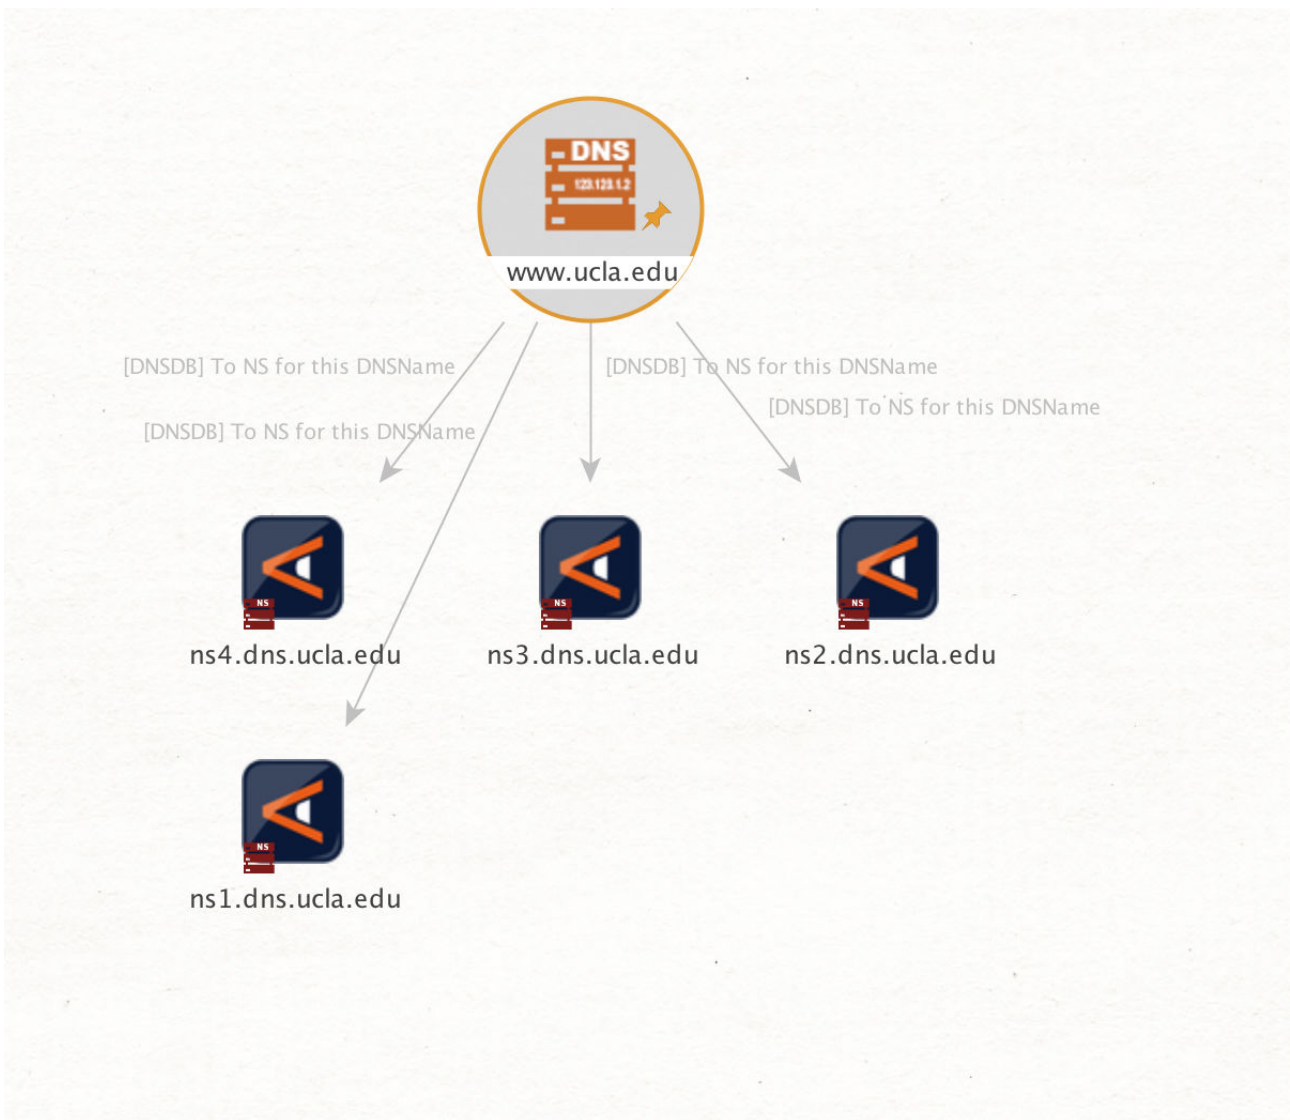 DNS
123.123.1.2
www.ucla.edu
[DNSDB] To NS for this DNSName
[DNSDB] To NS for this DNSName
[DNSDB] To NS for this DNSName
[DNSDB] To NS for this DNSName
NS
ns4.dns.ucla.edu
NS
ns3.dns.ucla.edu
NS
ns2.dns.ucla.edu
NS
ns1.dns.ucla.edu